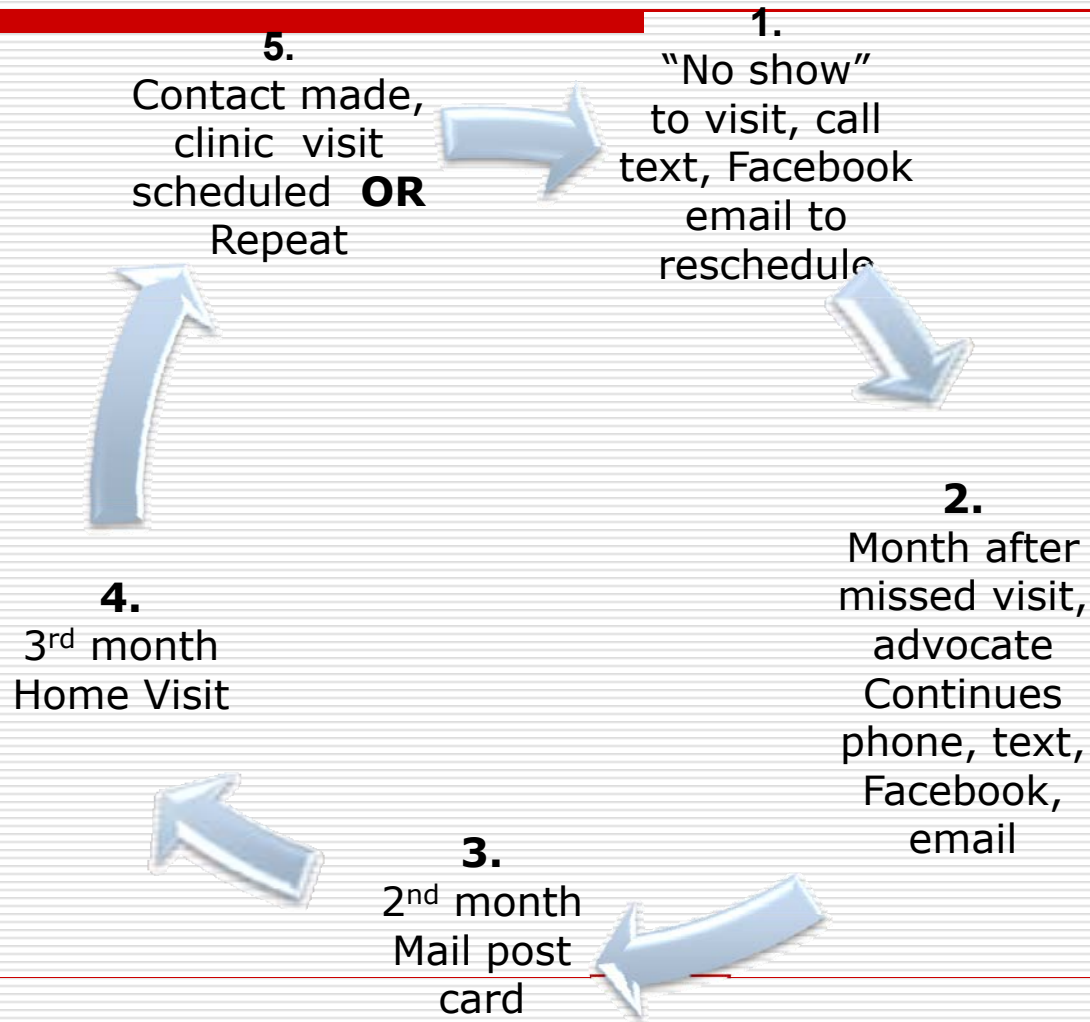 1.
“No show”
to visit, call
text, Facebook
email to
reschedule
2.
Month after
missed visit,
advocate
Continues
phone, text,
Facebook,
email
3.
2nd month
Mail post
card
4.
3rd month
Home Visit
5.
Contact made,
clinic visit
scheduled OR
Repeat